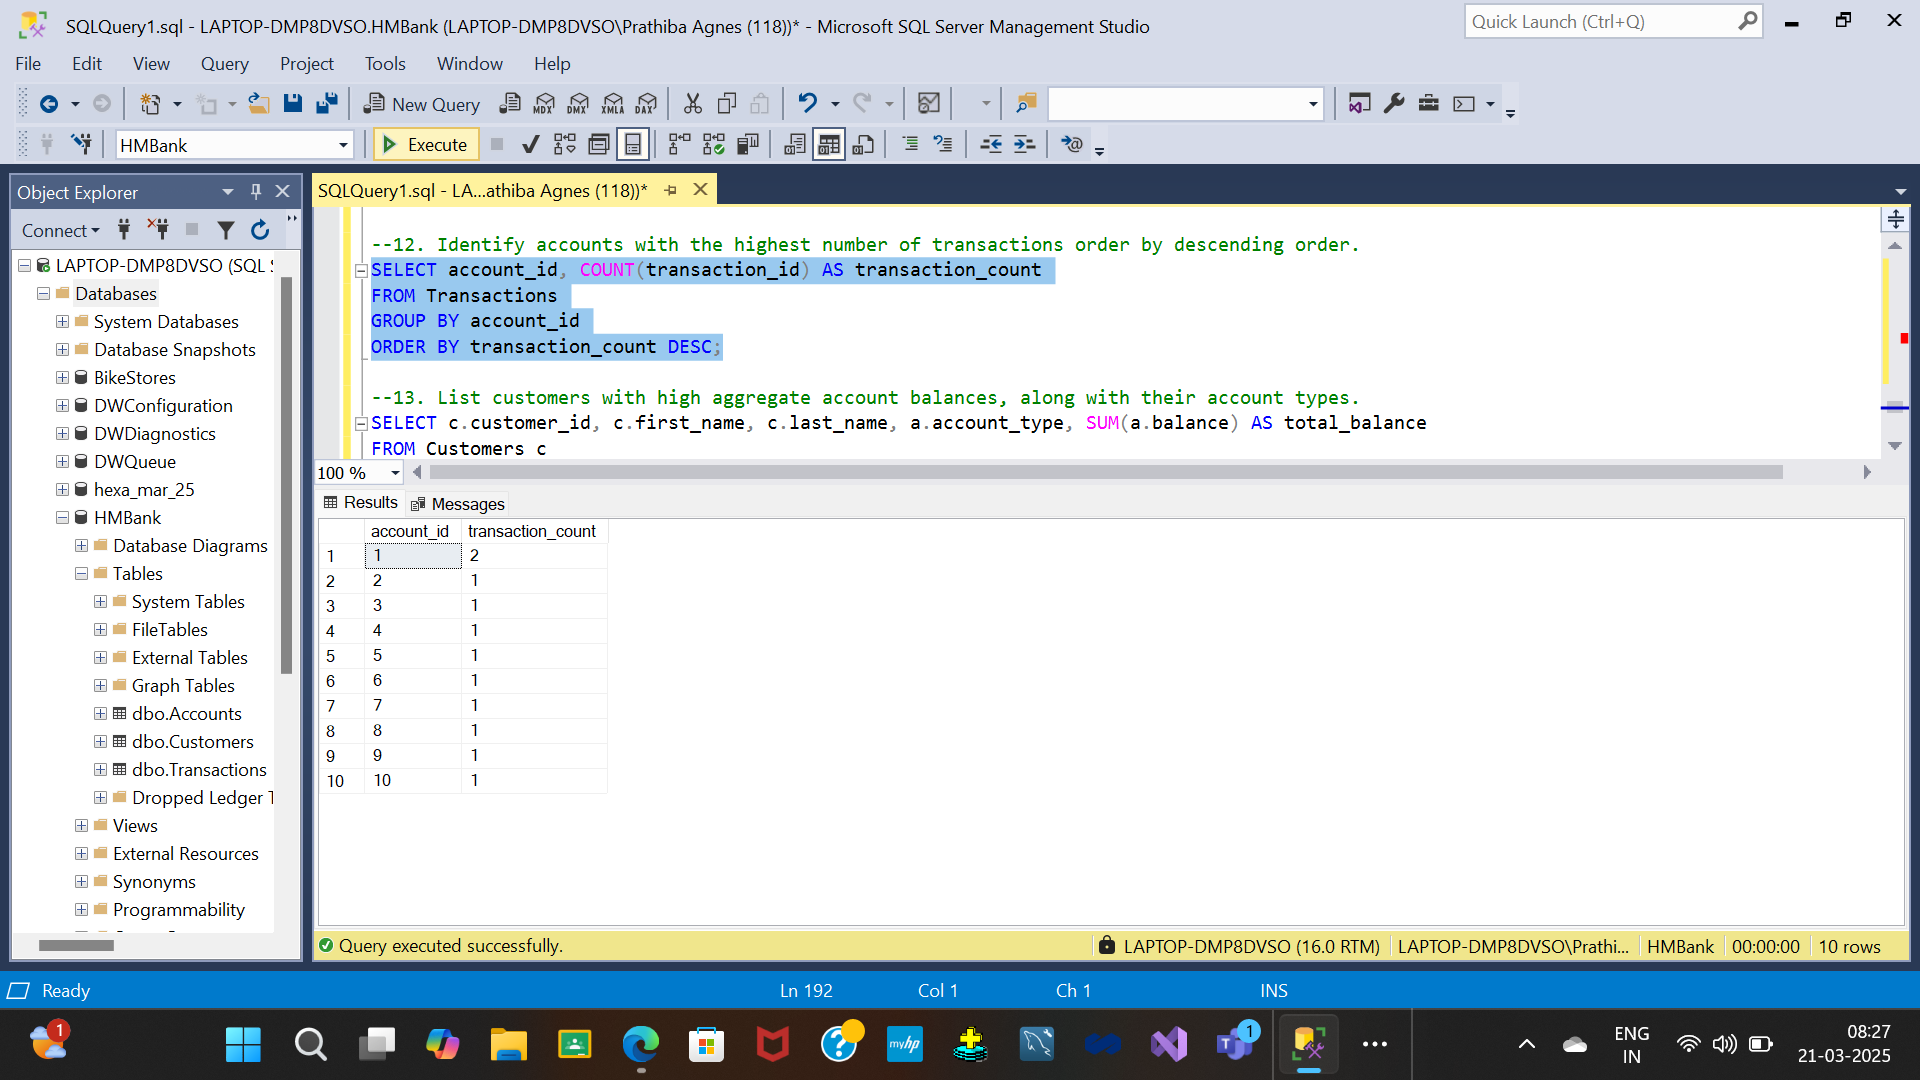 SQLQuery1.sql - LAPTOP-DMP8DVSO.HMBank (LAPTOP-DMP8DVSO\Prathiba Agnes (118))* - Microsoft SQL Server Management Studio
Quick Launch (Ctrl+Q)
File Edit View Query Project Tools Window Help
New Query MDX DMX XMLA DAX
HMBank Execute
Object Explorer
Connect
LAPTOP-DMP8DVSO (SQL S
Databases
System Databases
Database Snapshots
BikeStores
DWConfiguration
DWDiagnostics
DWQueue
hexa_mar_25
HMBank
Database Diagrams
Tables
System Tables
FileTables
External Tables
Graph Tables
dbo.Accounts
dbo.Customers
dbo.Transactions
Dropped Ledger T
Views
External Resources
Synonyms
Programmability
SQLQuery1.sql - LA...athiba Agnes (118))*
--12. Identify accounts with the highest number of transactions order by descending order.
SELECT account_id, COUNT(transaction_id) AS transaction_count
FROM Transactions
GROUP BY account_id
ORDER BY transaction_count DESC;
--13. List customers with high aggregate account balances, along with their account types.
SELECT c.customer_id, c.first_name, c.last_name, a.account_type, SUM(a.balance) AS total_balance
FROM Customers c
100 %
Results Messages
account_id transaction_count
1 1 2
2 2 1
3 3 1
4 4 1
5 5 1
6 6 1
7 7 1
8 8 1
9 9 1
10 10 1
Query executed successfully. LAPTOP-DMP8DVSO (16.0 RTM) LAPTOP-DMP8DVSO\Prathi... HMBank 00:00:00 10 rows
Ready Ln 192 Col 1 Ch 1 INS
1 myhp 1 ENG 08:27
IN 21-03-2025